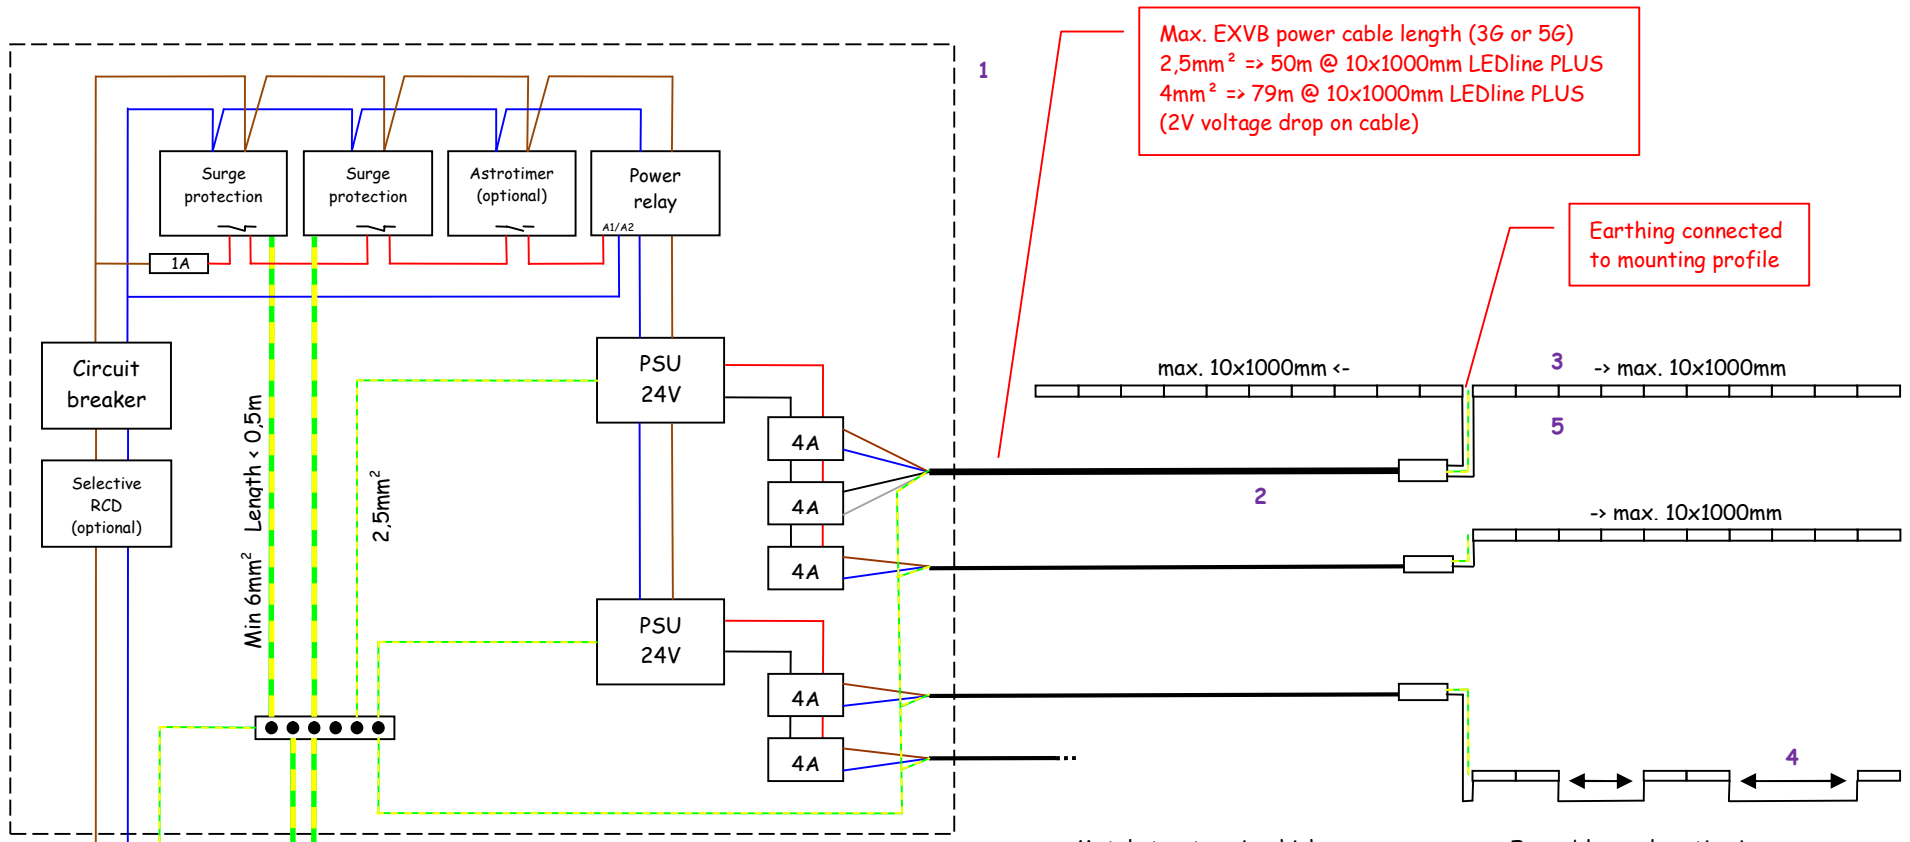 1
Max. EXVB power cable length (3G or 5G)
2,5mm² => 50m @ 10x1000mm LEDline PLUS
4mm² => 79m @ 10x1000mm LEDline PLUS
(2V voltage drop on cable)
Surge
protection
Surge
protection
Astrotimer
(optional)
Power
relay
A1/A2
1A
Earthing connected
to mounting profile
Circuit
breaker
Selective
RCD
(optional)
Min 6mm² Length < 0,5m
2,5mm²
PSU
24V
4A
4A
4A
PSU
24V
4A
4A
max. 10x1000mm <-
3
-> max. 10x1000mm
5
2
-> max. 10x1000mm
4